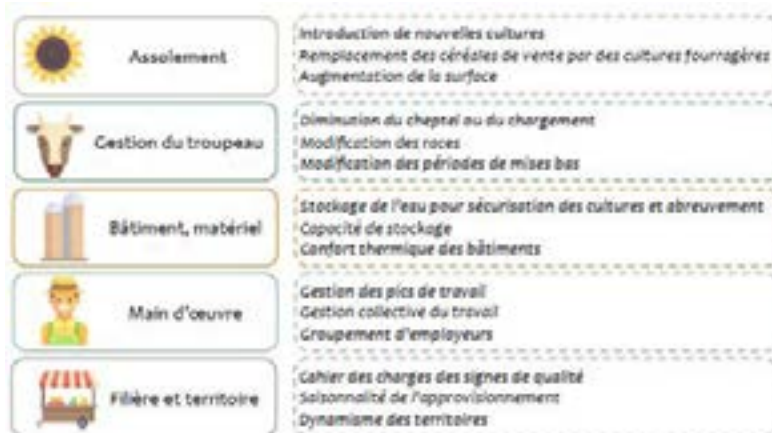 Assolement
Introduction de nouvelles cultures
Remplacement des céréales de vente par des cultures fourragères
Augmentation de la surface
Gestion du troupeau
Diminution du cheptel ou du chargement
Modification des races
Modification des périodes de mises bas
Bâtiment, matériel
Stockage de l'eau pour sécurisation des cultures et abreuvement
Capacité de stockage
Confort thermique des bâtiments
Main d'œuvre
Gestion des pics de travail
Gestion collective du travail
Groupement d'employeurs
Filière et territoire
Cahier des charges des signes de qualité
Saisonnalité de l'approvisionnement
Dynamisme des territoires